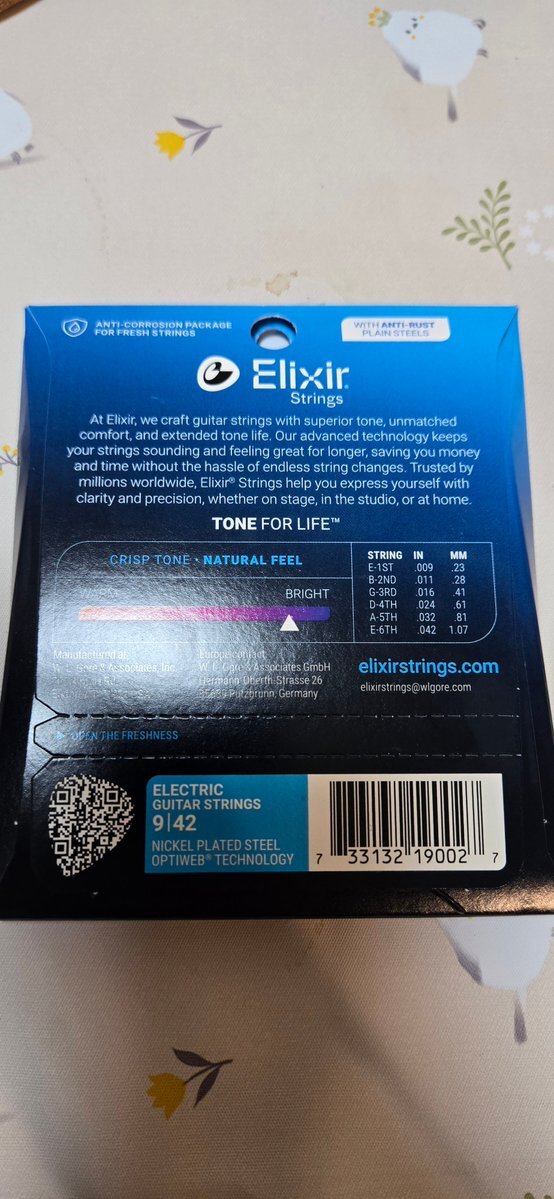 ANTI-CORROSION PACKAGE
FOR FRESH STRINGS
WITH ANTI-RUST
PLAIN STEELS
Elixir
Strings
At Elixir, we craft guitar strings with superior tone, unmatched
comfort, and extended tone life. Our advanced technology keeps
your strings sounding and feeling great for longer, saving you money
and time without the hassle of endless string changes. Trusted by
millions worldwide, Elixir® Strings help you express yourself with
clarity and precision, whether on stage, in the studio, or at home.
TONE FOR LIFE™
CRISP TONE • NATURAL FEEL
BRIGHT
STRING IN MM
E-1ST .009 .23
B-2ND .011 .28
G-3RD .016 .41
D-4TH .024 .61
A-5TH .032 .81
E-6TH .042 1.07
Manufactured at
Gore & Associates, Inc.
Europe contact
W. L. Gore & Associates GmbH
Hermann-Oberth-Strasse 26
Putzbrunn, Germany
elixirstrings.com
elixirstrings@wlgore.com
OPEN THE FRESHNESS
ELECTRIC
GUITAR STRINGS
9|42
NICKEL PLATED STEEL
OPTIWEB® TECHNOLOGY
7 33132 19002 7